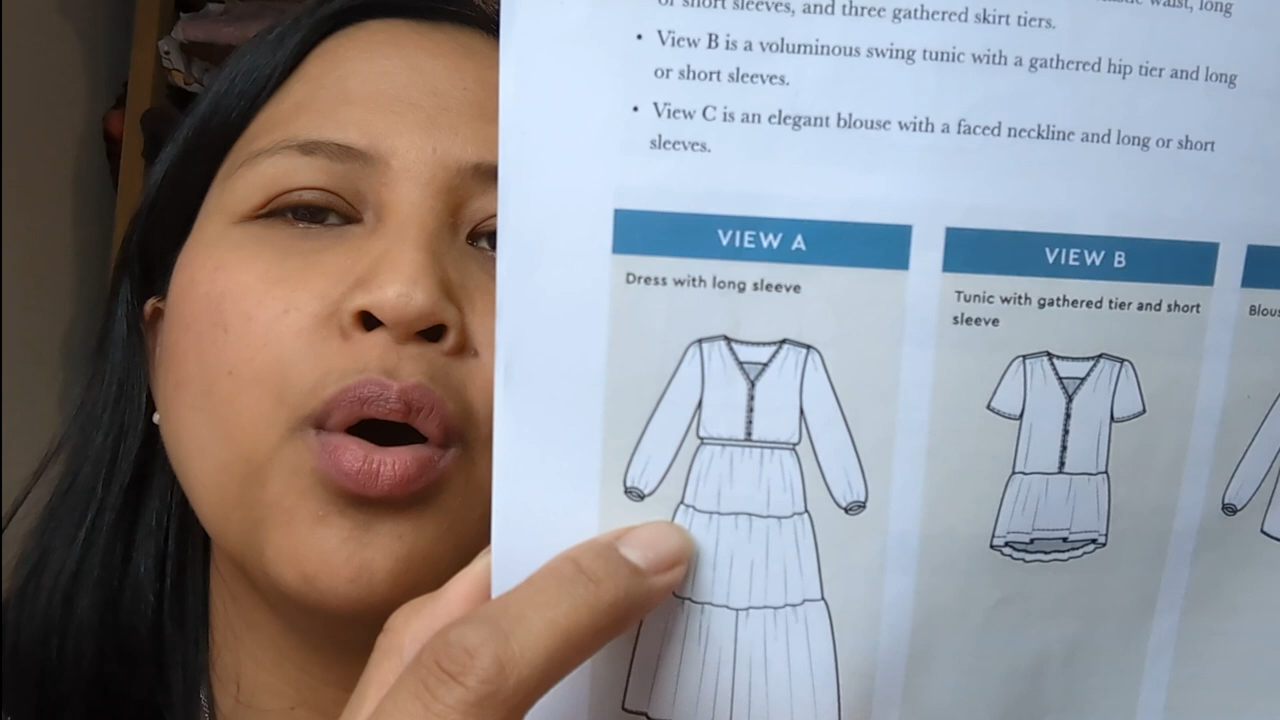 waist, long
or short sleeves, and three gathered skirt tiers.
• View B is a voluminous swing tunic with a gathered hip tier and long
or short sleeves.
• View C is an elegant blouse with a faced neckline and long or short
sleeves.
VIEW A
Dress with long sleeve
VIEW B
Tunic with gathered tier and short
sleeve